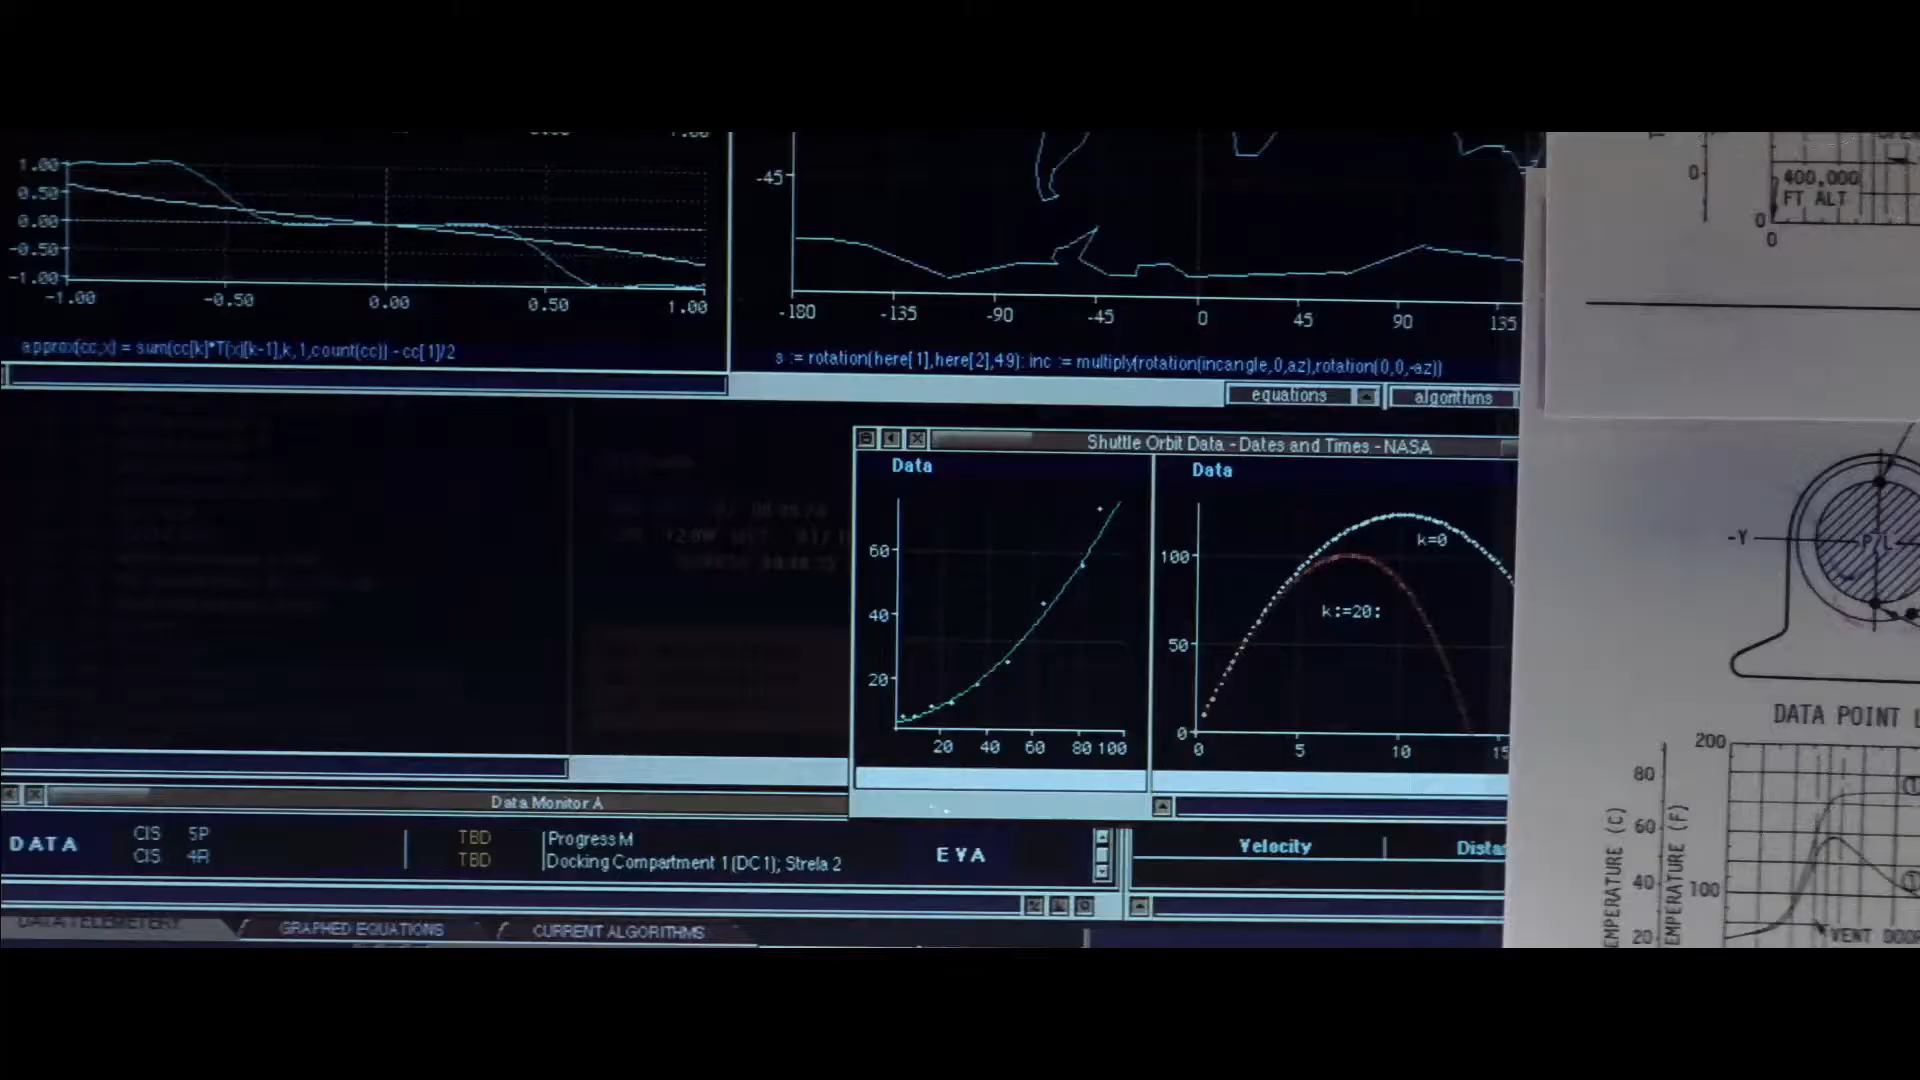 1.00
0.50
0.00
-0.50
-1.00
-1.00 -0.50 0.00 0.50 1.00
approx(cc,x) = sum(cc[k]*T(x)[k-1],k,1,count(cc)) - cc[1]/2
-45
-180 -135 -90 -45 0 45 90 135
s := rotation(here[1],here[2],49): inc := multiply(rotation(incangle,0,az),rotation(0,0,-az))
equations algorithms
0
400,000
FT ALT
0
0
Shuttle Orbit Data - Dates and Times - NASA
Data
60
40
20
20 40 60 80 100
Data
100
50
0
k=0
k:=20:
0 5 10 15
-Y
P/L
DATA POINT
200
80
60
40
20
100
TEMPERATURE (F)
VENT DOOR
Data Monitor A
DATA
CIS 5P TBD Progress M
CIS 4R TBD Docking Compartment 1 (DC1); Strela 2
EVA
Velocity
DATA TELEMETERY GRAPHED EQUATIONS CURRENT ALGORITHMS